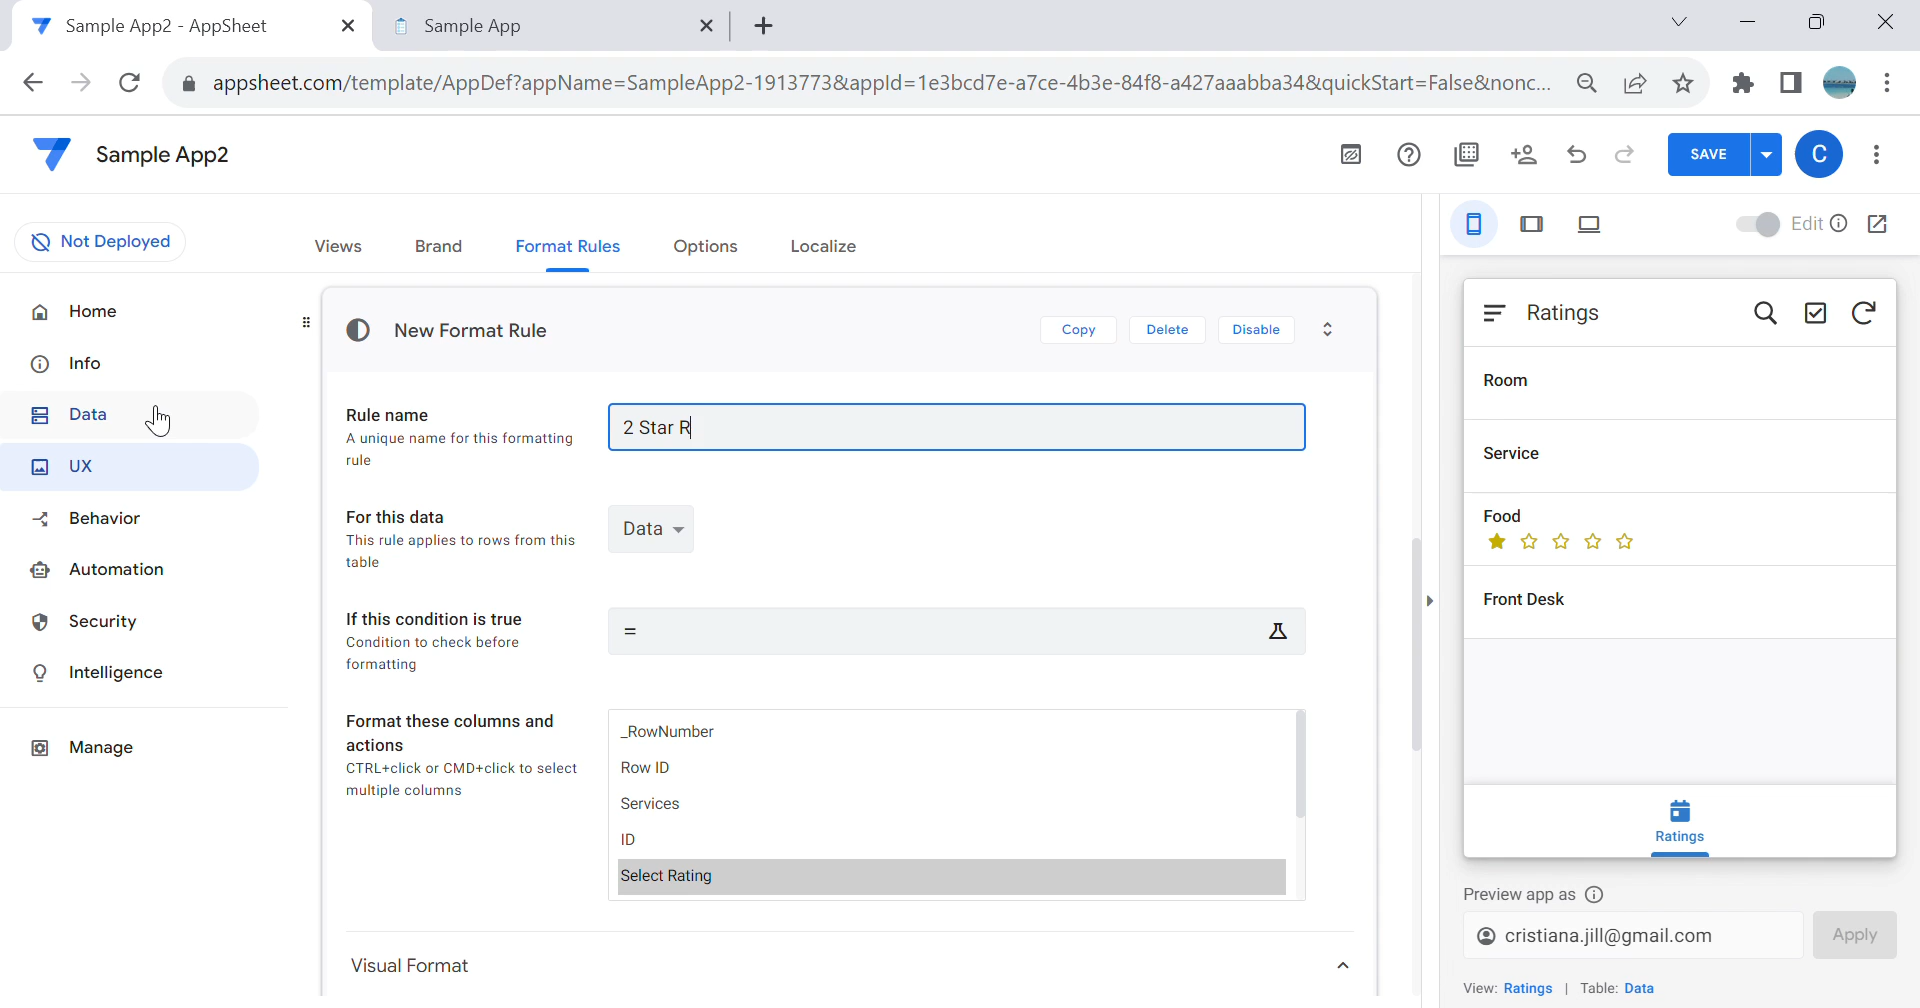 Sample App2 - AppSheet
Sample App
appsheet.com/template/AppDef?appName=SampleApp2-1913773&appId=1e3bcd7e-a7ce-4b3e-84f8-a427aaabba34&quickStart=False&nonc...
Sample App2
SAVE
C
Not Deployed
Views
Brand
Format Rules
Options
Localize
Edit
Home
Info
Data
UX
Behavior
Automation
Security
Intelligence
Manage
New Format Rule
Copy
Delete
Disable
Rule name
A unique name for this formatting
rule
2 Star R
For this data
This rule applies to rows from this
table
Data
If this condition is true
Condition to check before
formatting
=
Format these columns and
actions
CTRL+click or CMD+click to select
multiple columns
_RowNumber
Row ID
Services
ID
Select Rating
Visual Format
Ratings
Room
Service
Food
Front Desk
Ratings
Preview app as
cristiana.jill@gmail.com
Apply
View: Ratings | Table: Data